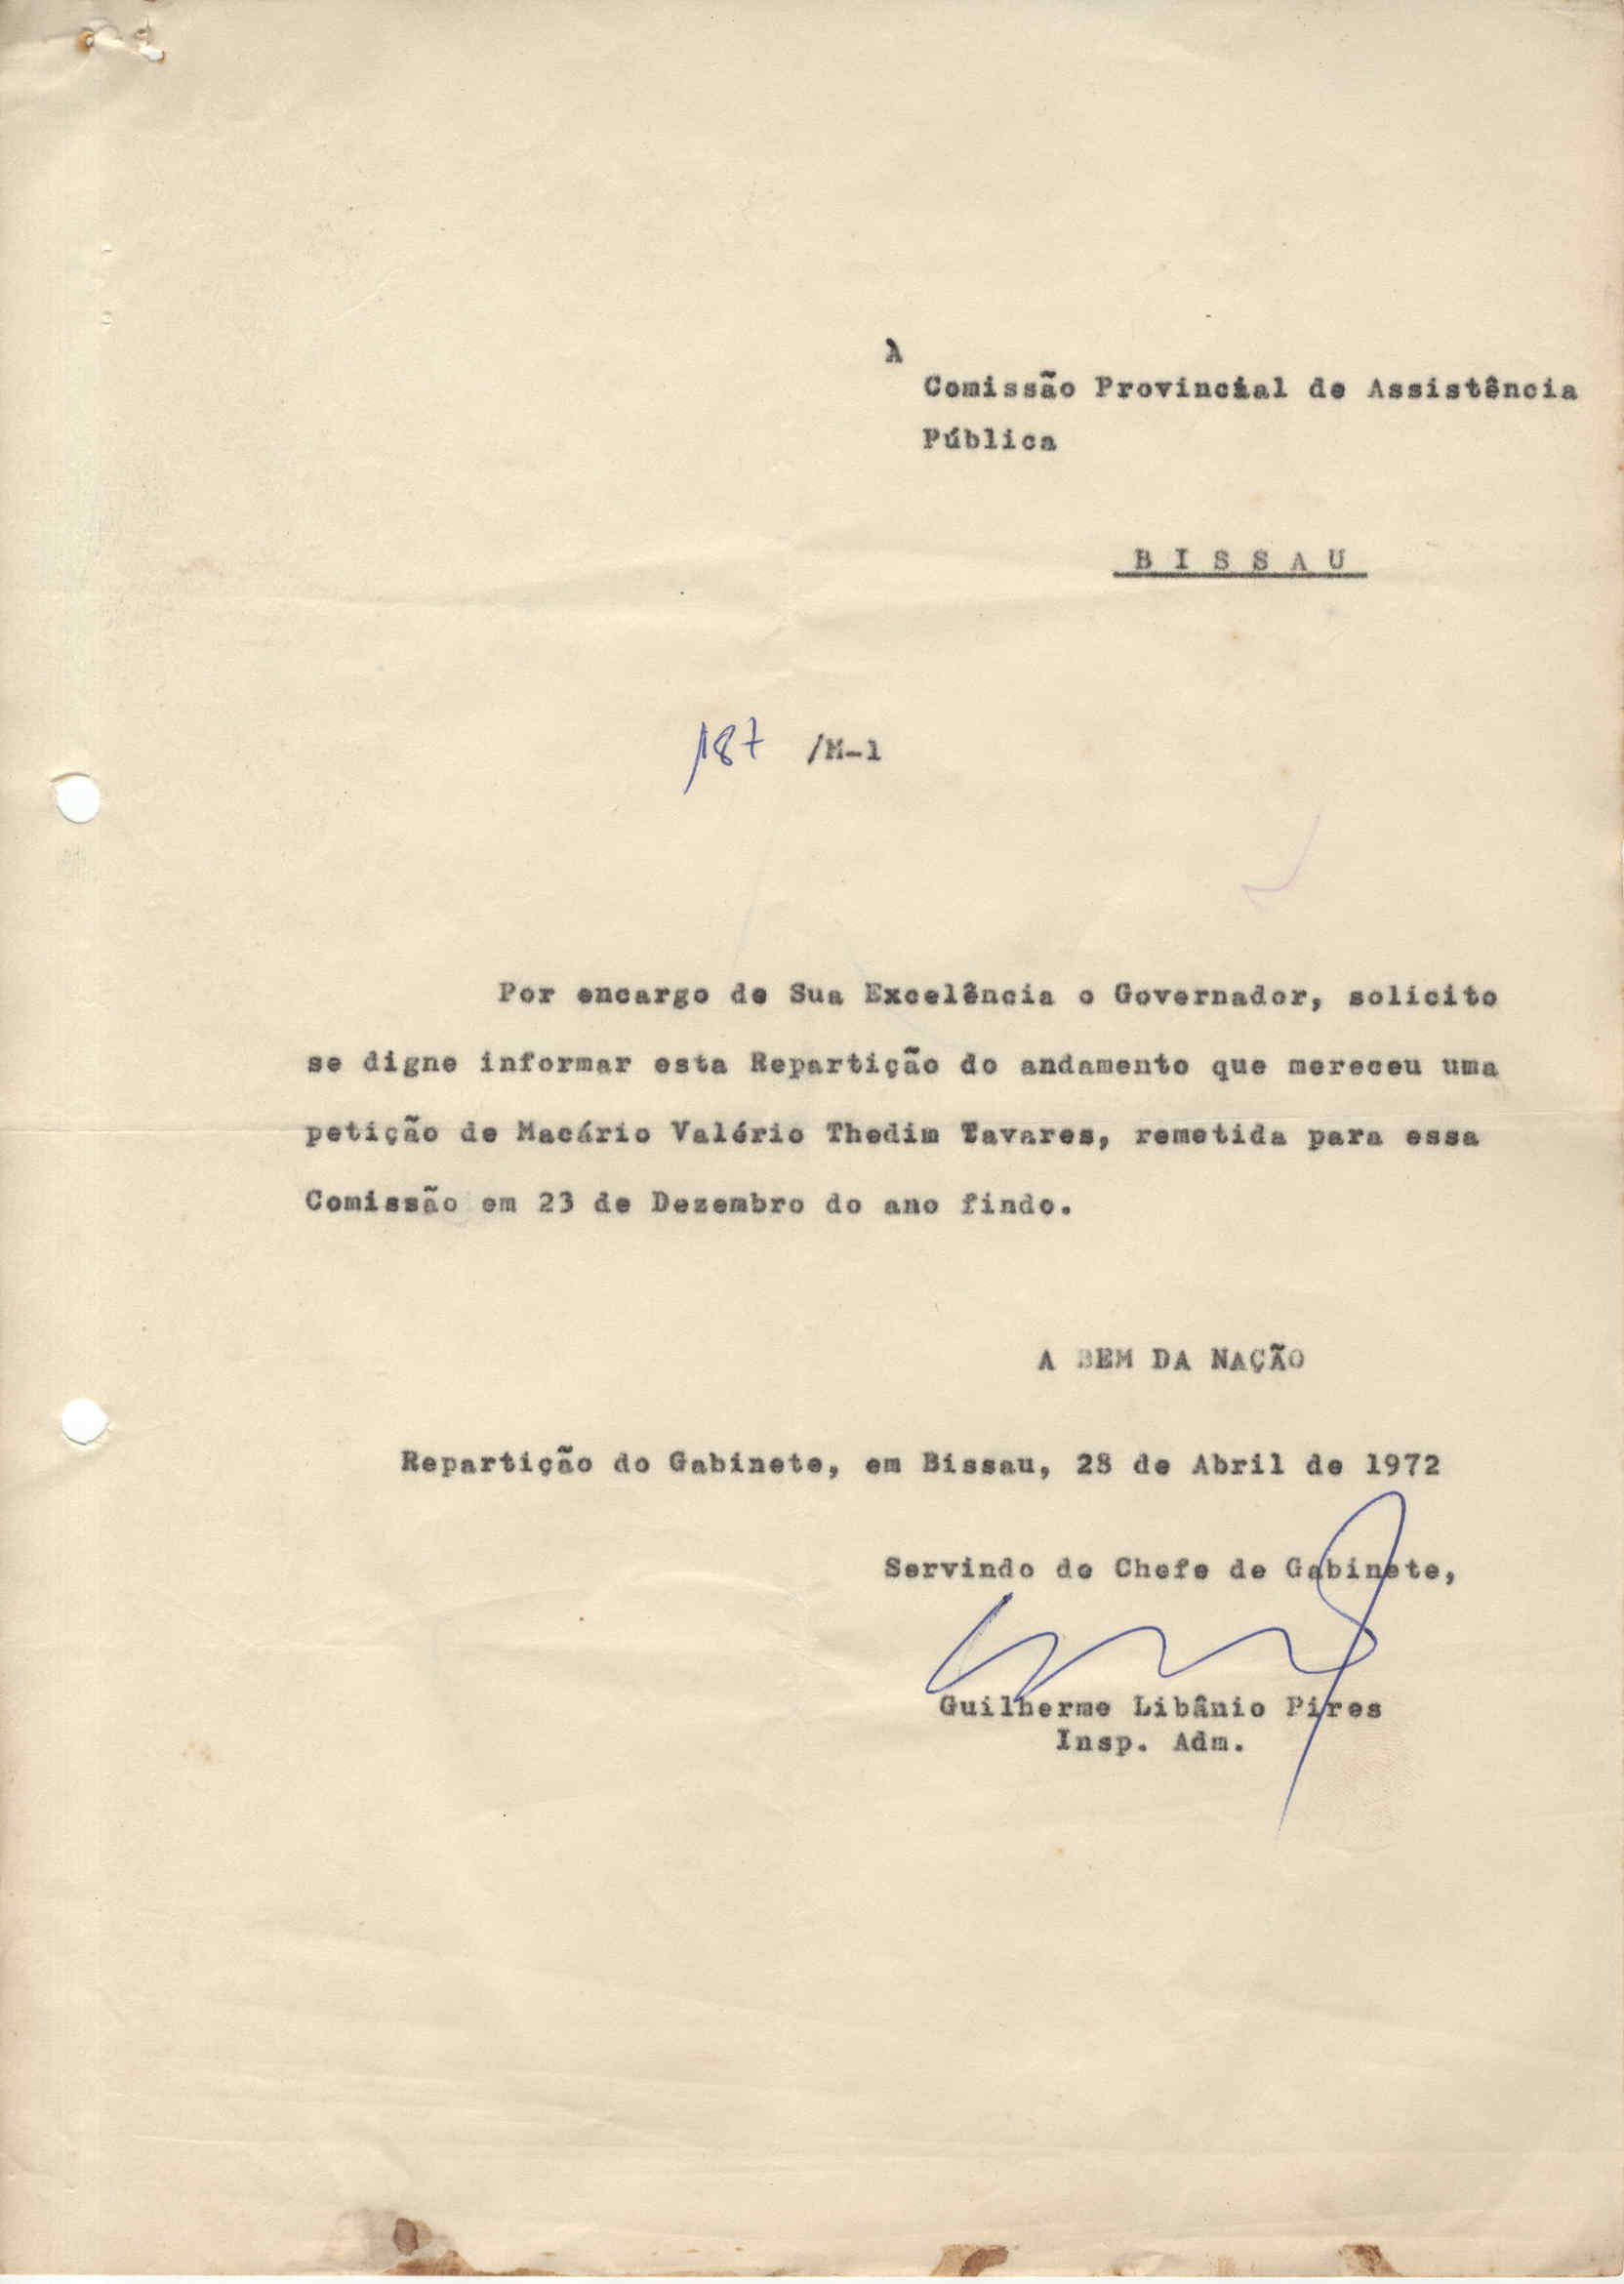 À
Comissão Provincial de Assistência
Pública
B I S S A U
187 /M-1
Por encargo de Sua Excelência o Governador, solicito
se digne informar esta Repartição do andamento que mereceu uma
petição de Macário Valério Thedim Tavares, remetida para essa
Comissão em 23 de Dezembro do ano findo.
A BEM DA NAÇÃO
Repartição do Gabinete, em Bissau, 28 de Abril de 1972
Servindo de Chefe de Gabinete,
Guilherme Libânio Pires
Insp. Adm.